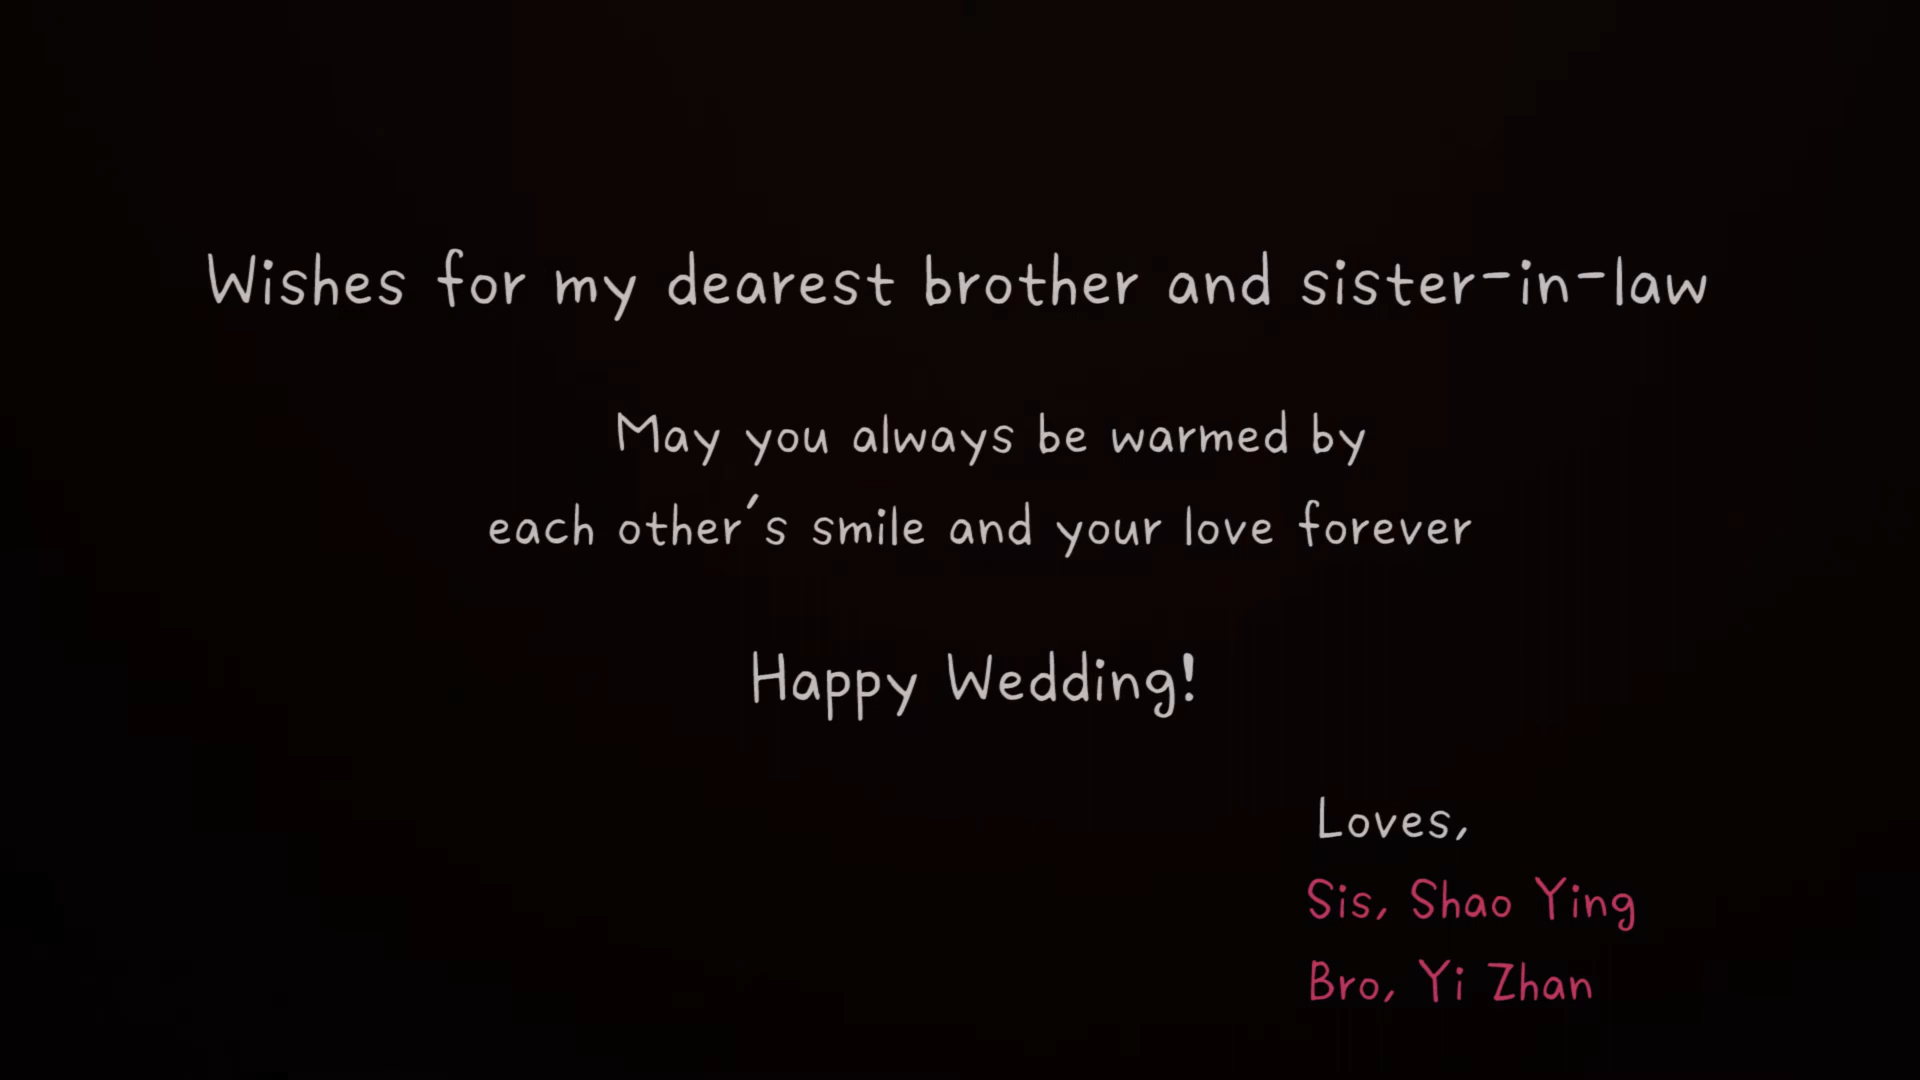 Wishes for my dearest brother and sister-in-law
May you always be warmed by
each other's smile and your love forever
Happy Wedding!
Loves,
Sis, Shao Ying
Bro, Yi Zhan